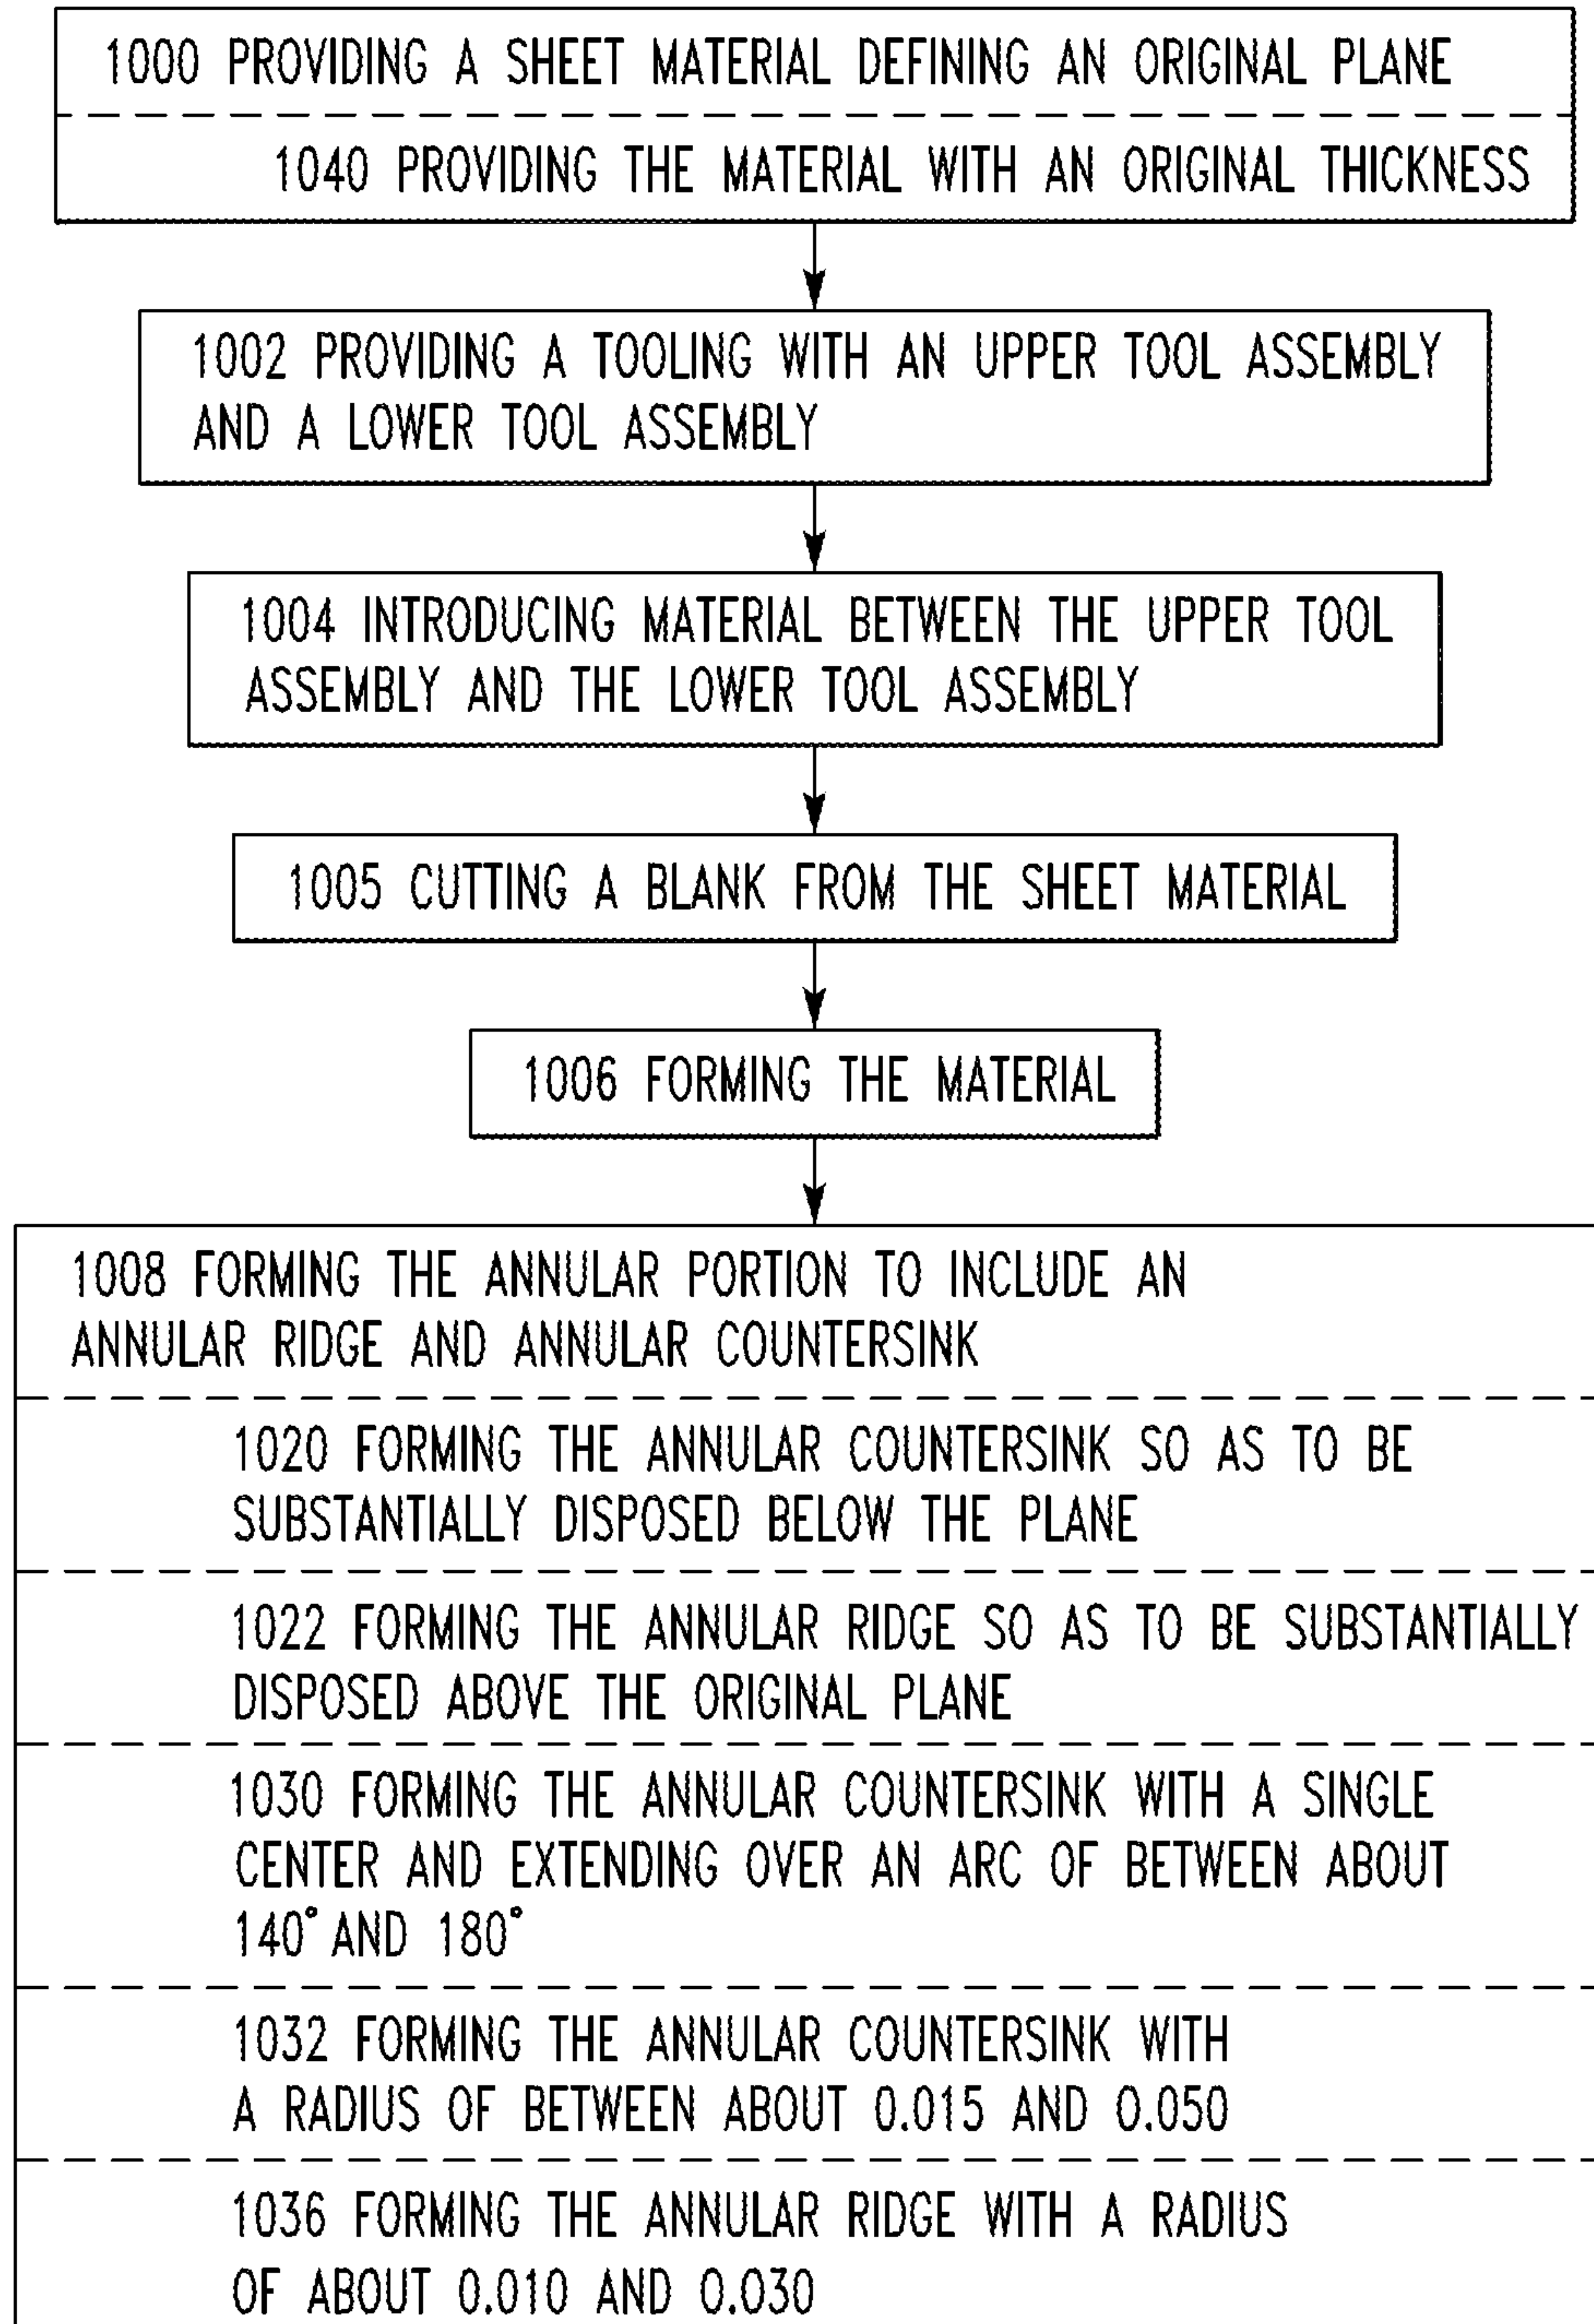 1000 PROVIDING A SHEET MATERIAL DEFINING AN ORIGINAL PLANE
1040 PROVIDING THE MATERIAL WITH AN ORIGINAL THICKNESS
1002 PROVIDING A TOOLING WITH AN UPPER TOOL ASSEMBLY
AND A LOWER TOOL ASSEMBLY
1004 INTRODUCING MATERIAL BETWEEN THE UPPER TOOL
ASSEMBLY AND THE LOWER TOOL ASSEMBLY
1005 CUTTING A BLANK FROM THE SHEET MATERIAL
1006 FORMING THE MATERIAL
1008 FORMING THE ANNULAR PORTION TO INCLUDE AN
ANNULAR RIDGE AND ANNULAR COUNTERSINK
1020 FORMING THE ANNULAR COUNTERSINK SO AS TO BE
SUBSTANTIALLY DISPOSED BELOW THE PLANE
1022 FORMING THE ANNULAR RIDGE SO AS TO BE SUBSTANTIALLY
DISPOSED ABOVE THE ORIGINAL PLANE
1030 FORMING THE ANNULAR COUNTERSINK WITH A SINGLE
CENTER AND EXTENDING OVER AN ARC OF BETWEEN ABOUT
140° AND 180°
1032 FORMING THE ANNULAR COUNTERSINK WITH
A RADIUS OF BETWEEN ABOUT 0.015 AND 0.050
1036 FORMING THE ANNULAR RIDGE WITH A RADIUS
OF ABOUT 0.010 AND 0.030